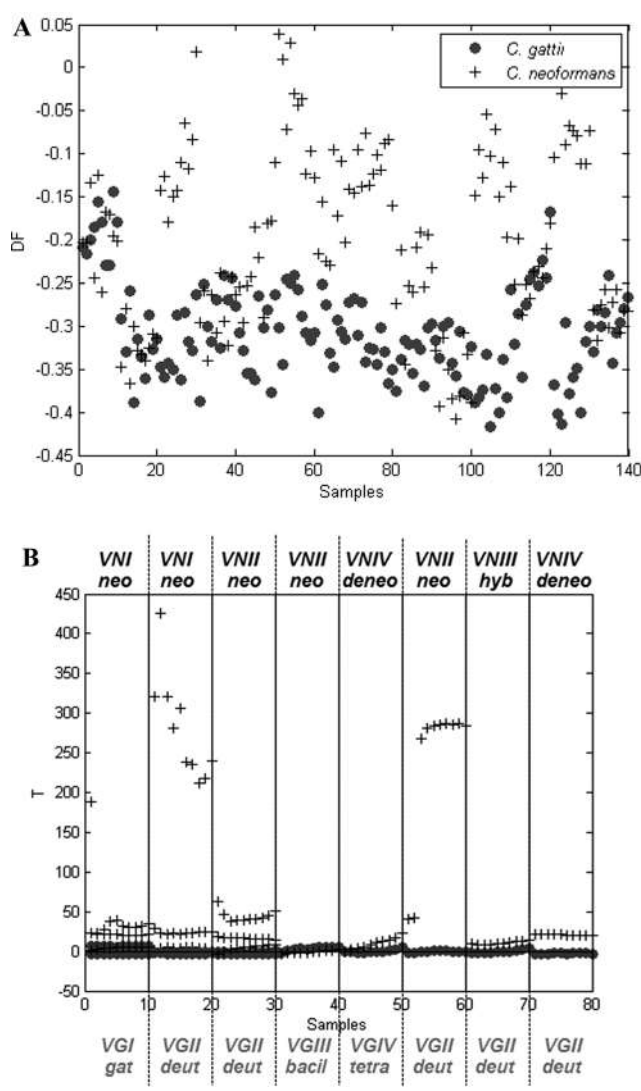 A
0.05
0
-0.05
-0.1
-0.15
-0.2
-0.25
-0.3
-0.35
-0.4
-0.45
DF
C. gattii
C. neoformans
0 20 40 60 80 100 120 140
Samples
B
VNI VNI VNII VNII VNIV VNII VNIII VNIV
neo neo neo neo deneo neo hyb deneo
450
400
350
300
250
200
150
100
50
0
-50
T
0 10 20 30 40 50 60 70 80
Samples
VGI VGII VGII VGIII VGIV VGII VGII VGII
gat deut deut bacil tetra deut deut deut